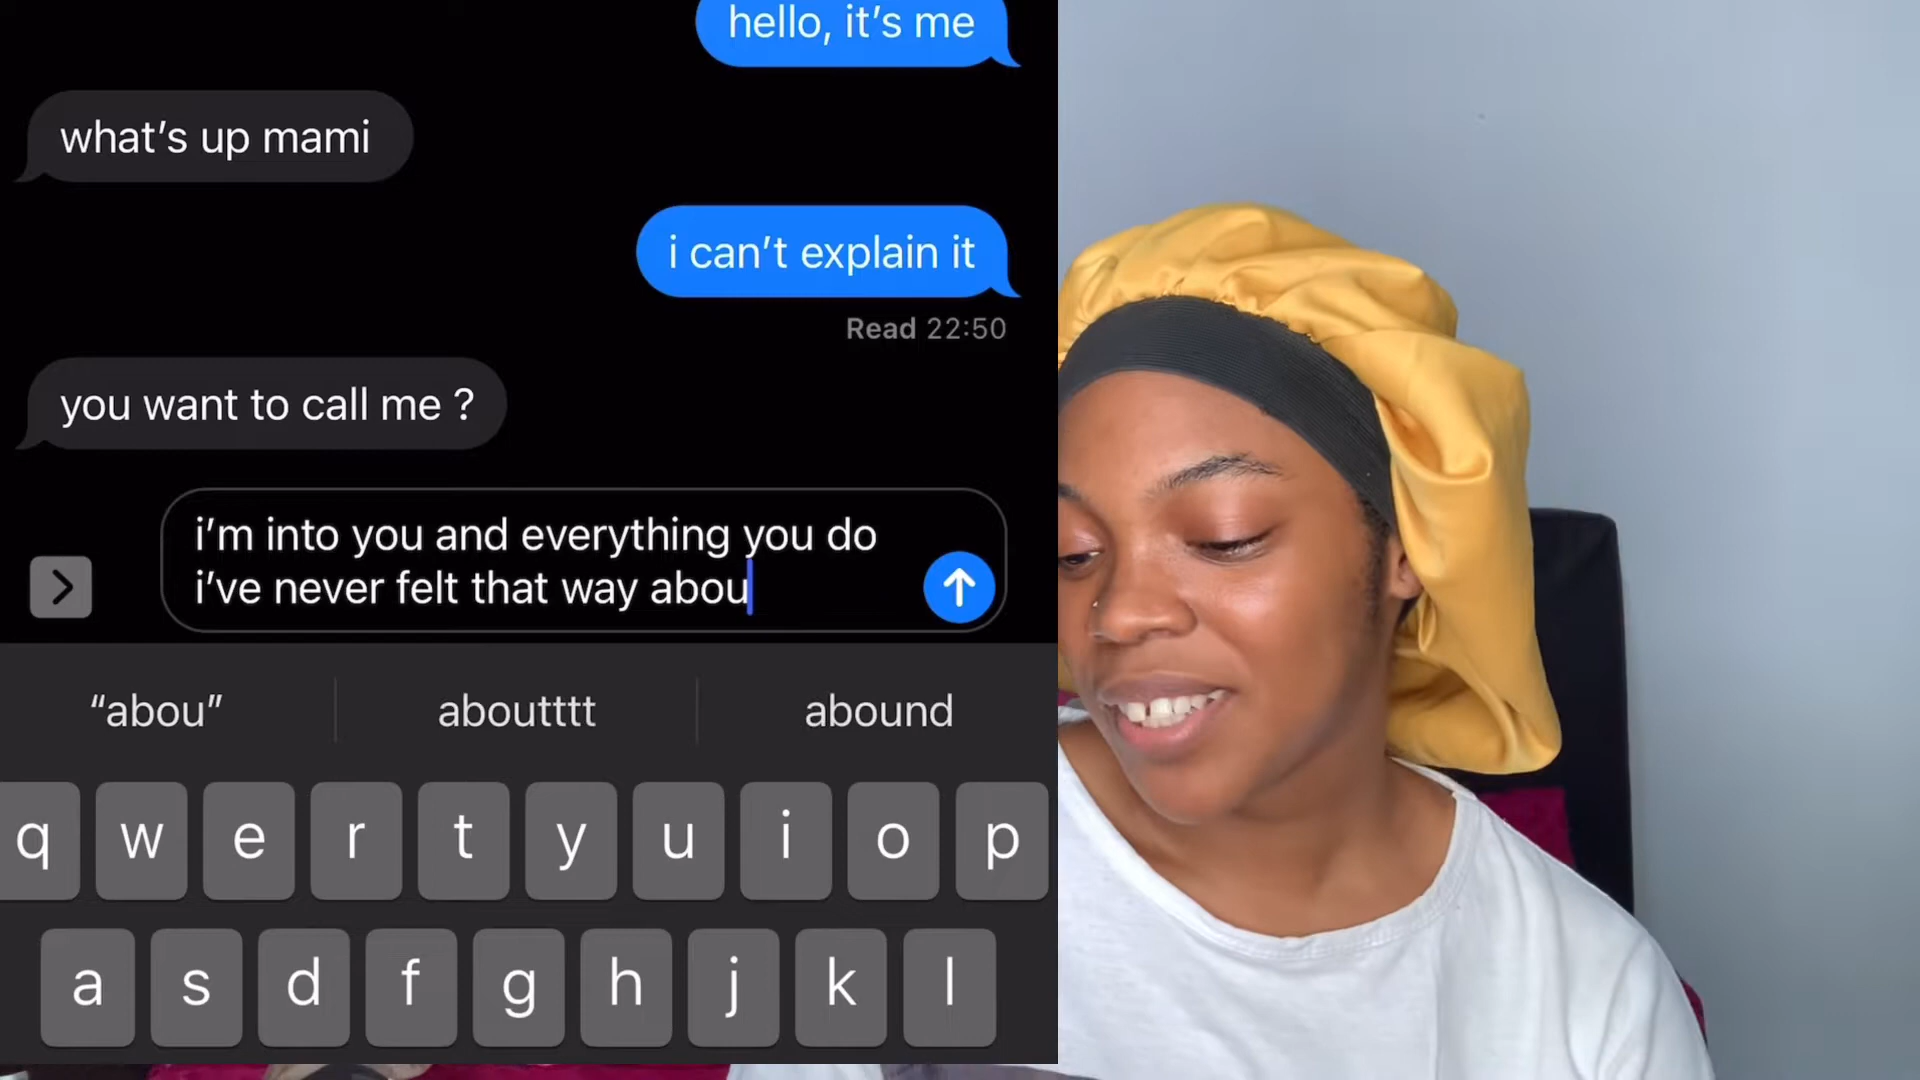 hello, it's me
what's up mami
i can't explain it
Read 22:50
you want to call me ?
i'm into you and everything you do
i've never felt that way abou
“abou” aboutttt abound
q w e r t y u i o p
a s d f g h j k l